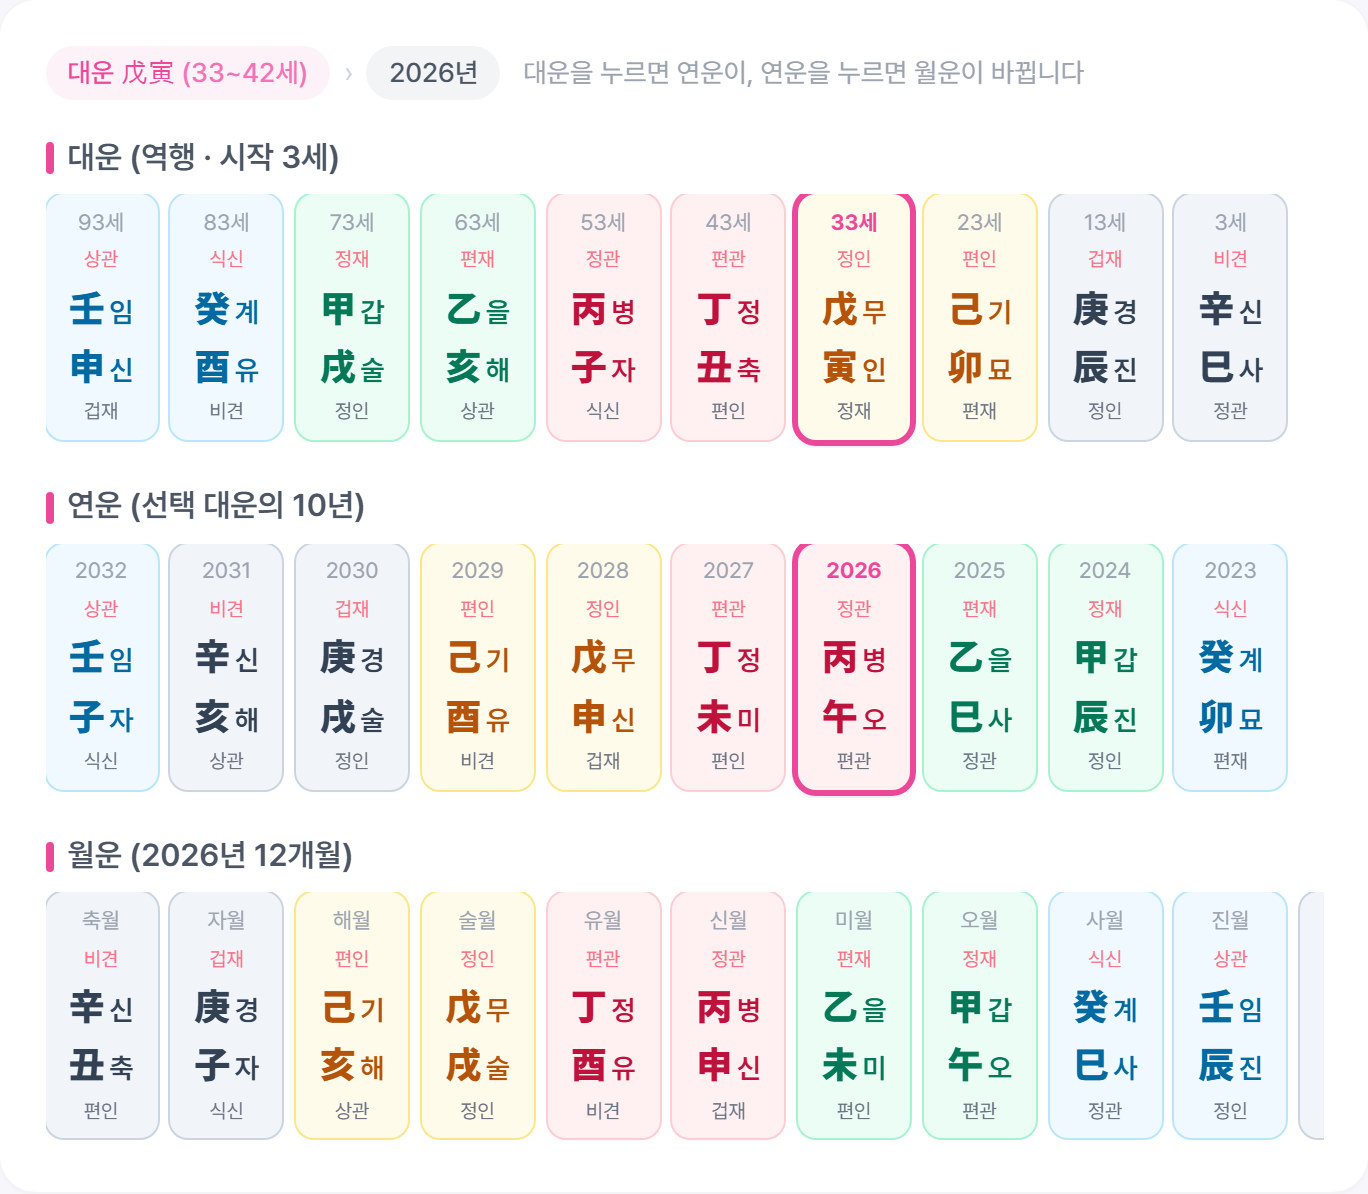 대운 戊寅 (33~42세) › 2026년 대운을 누르면 연운이, 연운을 누르면 월운이 바뀝니다
대운 (역행 · 시작 3세)
93세 83세 73세 63세 53세 43세 33세 23세 13세 3세
상관 식신 정재 편재 정관 편관 정인 편인 겁재 비견
壬임 癸계 甲갑 乙을 丙병 丁정 戊무 己기 庚경 辛신
申신 酉유 戌술 亥해 子자 丑축 寅인 卯묘 辰진 巳사
겁재 비견 정인 상관 식신 편인 정재 편재 정인 정관
연운 (선택 대운의 10년)
2032 2031 2030 2029 2028 2027 2026 2025 2024 2023
상관 비견 겁재 편인 정인 편관 정관 편재 정재 식신
壬임 辛신 庚경 己기 戊무 丁정 丙병 乙을 甲갑 癸계
子자 亥해 戌술 酉유 申신 未미 午오 巳사 辰진 卯묘
식신 상관 정인 비견 겁재 편인 편관 정관 정인 편재
월운 (2026년 12개월)
축월 자월 해월 술월 유월 신월 미월 오월 사월 진월
비견 겁재 편인 정인 편관 정관 편재 정재 식신 상관
辛신 庚경 己기 戊무 丁정 丙병 乙을 甲갑 癸계 壬임
丑축 子자 亥해 戌술 酉유 申신 未미 午오 巳사 辰진
편인 식신 상관 정인 비견 겁재 편인 편관 정관 정인